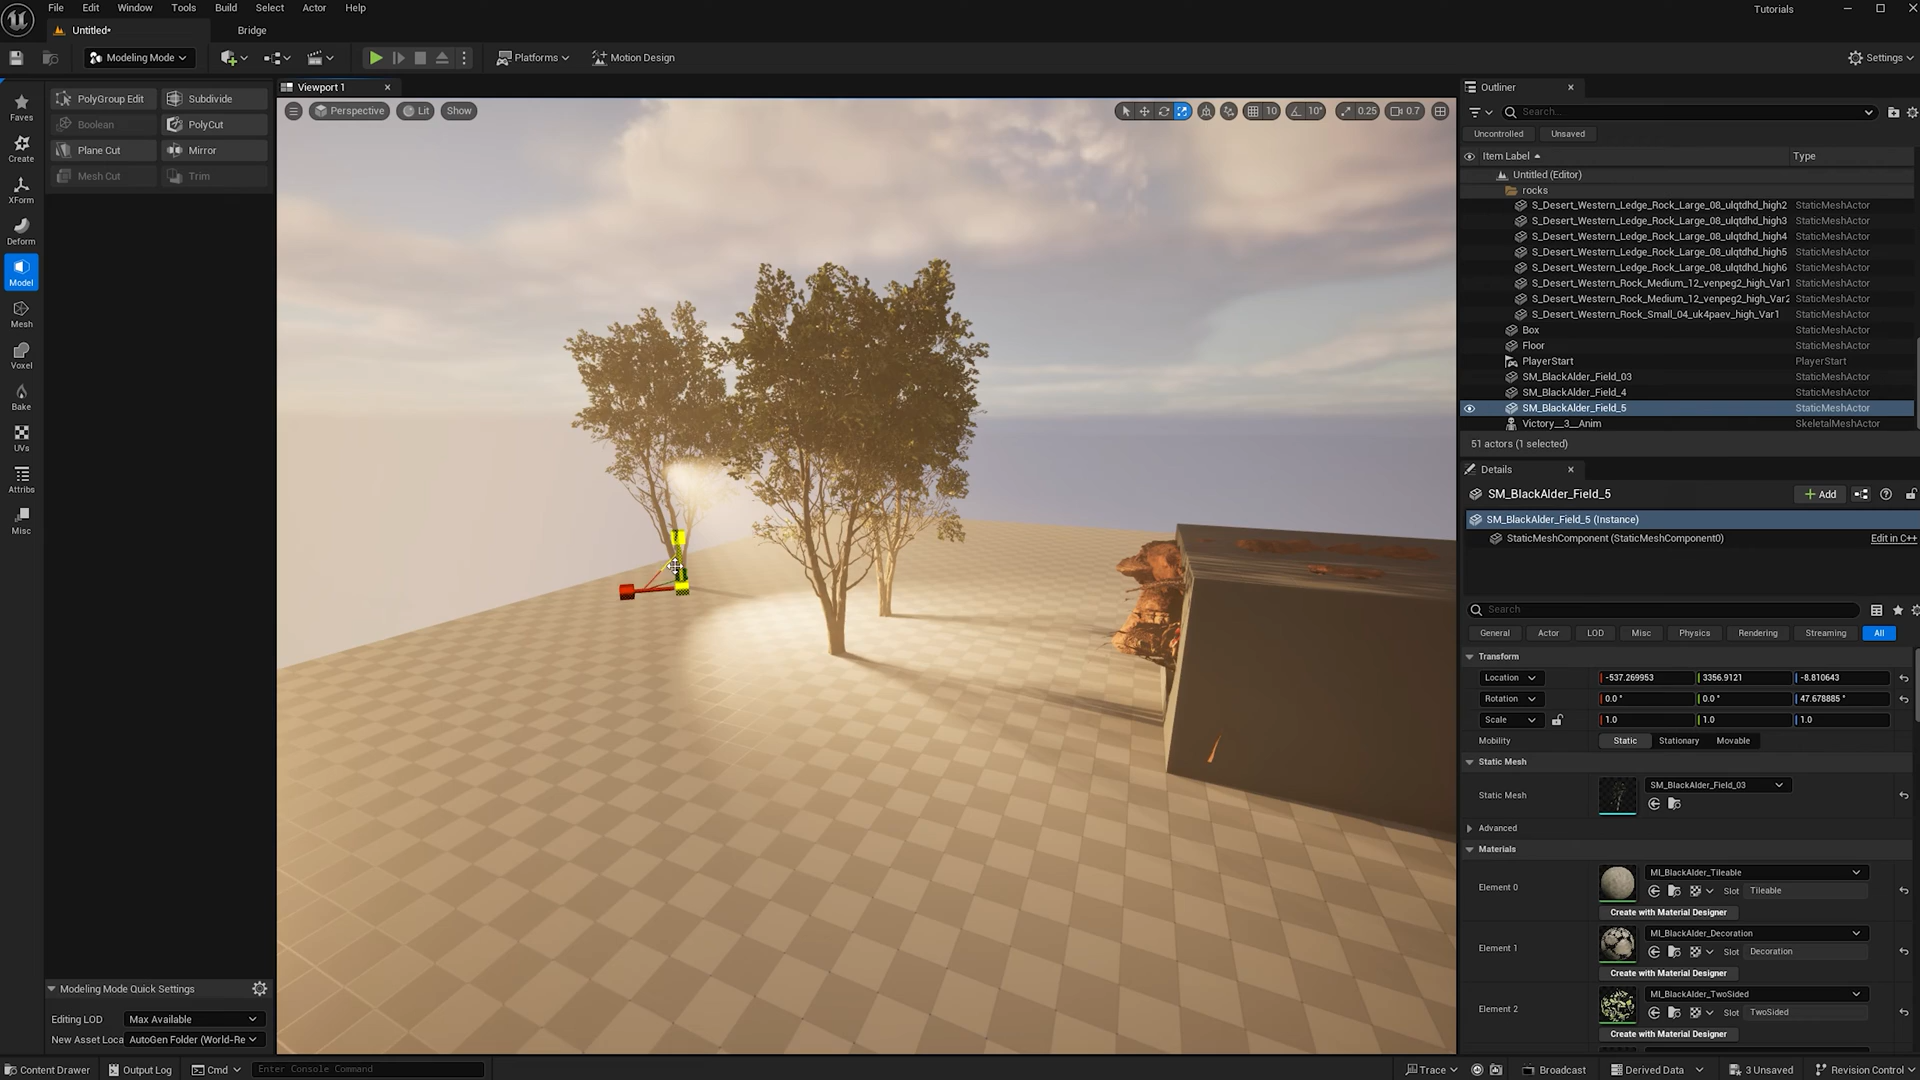 File Edit Window Tools Build Select Actor Help
Tutorials
Untitled•
Bridge
Modeling Mode
Platforms
Motion Design
Settings
Faves
Create
XForm
Deform
Model
Mesh
Voxel
Bake
UVs
Attribs
Misc
PolyGroup Edit
Subdivide
Boolean
PolyCut
Plane Cut
Mirror
Mesh Cut
Trim
Modeling Mode Quick Settings
Editing LOD
Max Available
New Asset Loca
AutoGen Folder (World-Re
Viewport 1
Perspective
Lit
Show
10
10°
0.25
0.7
Outliner
Search...
Uncontrolled
Unsaved
Item Label
Type
Untitled (Editor)
rocks
S_Desert_Western_Ledge_Rock_Large_08_ulqtdhd_high2 StaticMeshActor
S_Desert_Western_Ledge_Rock_Large_08_ulqtdhd_high3 StaticMeshActor
S_Desert_Western_Ledge_Rock_Large_08_ulqtdhd_high4 StaticMeshActor
S_Desert_Western_Ledge_Rock_Large_08_ulqtdhd_high5 StaticMeshActor
S_Desert_Western_Ledge_Rock_Large_08_ulqtdhd_high6 StaticMeshActor
S_Desert_Western_Rock_Medium_12_venpeg2_high_Var1 StaticMeshActor
S_Desert_Western_Rock_Medium_12_venpeg2_high_Var2 StaticMeshActor
S_Desert_Western_Rock_Small_04_uk4paev_high_Var1 StaticMeshActor
Box StaticMeshActor
Floor StaticMeshActor
PlayerStart PlayerStart
SM_BlackAlder_Field_03 StaticMeshActor
SM_BlackAlder_Field_4 StaticMeshActor
SM_BlackAlder_Field_5 StaticMeshActor
Victory__3__Anim SkeletalMeshActor
51 actors (1 selected)
Details
SM_BlackAlder_Field_5
Add
SM_BlackAlder_Field_5 (Instance)
StaticMeshComponent (StaticMeshComponent0)
Edit in C++
Search
General
Actor
LOD
Misc
Physics
Rendering
Streaming
All
Transform
Location -537.269953 3356.9121 -8.810643
Rotation 0.0 ° 0.0 ° 47.678885 °
Scale 1.0 1.0 1.0
Mobility Static Stationary Movable
Static Mesh
Static Mesh
SM_BlackAlder_Field_03
Advanced
Materials
Element 0
MI_BlackAlder_Tileable
Slot Tileable
Create with Material Designer
Element 1
MI_BlackAlder_Decoration
Slot Decoration
Create with Material Designer
Element 2
MI_BlackAlder_TwoSided
Slot TwoSided
Create with Material Designer
Content Drawer
Output Log
Cmd
Enter Console Command
Trace
Broadcast
Derived Data
3 Unsaved
Revision Control